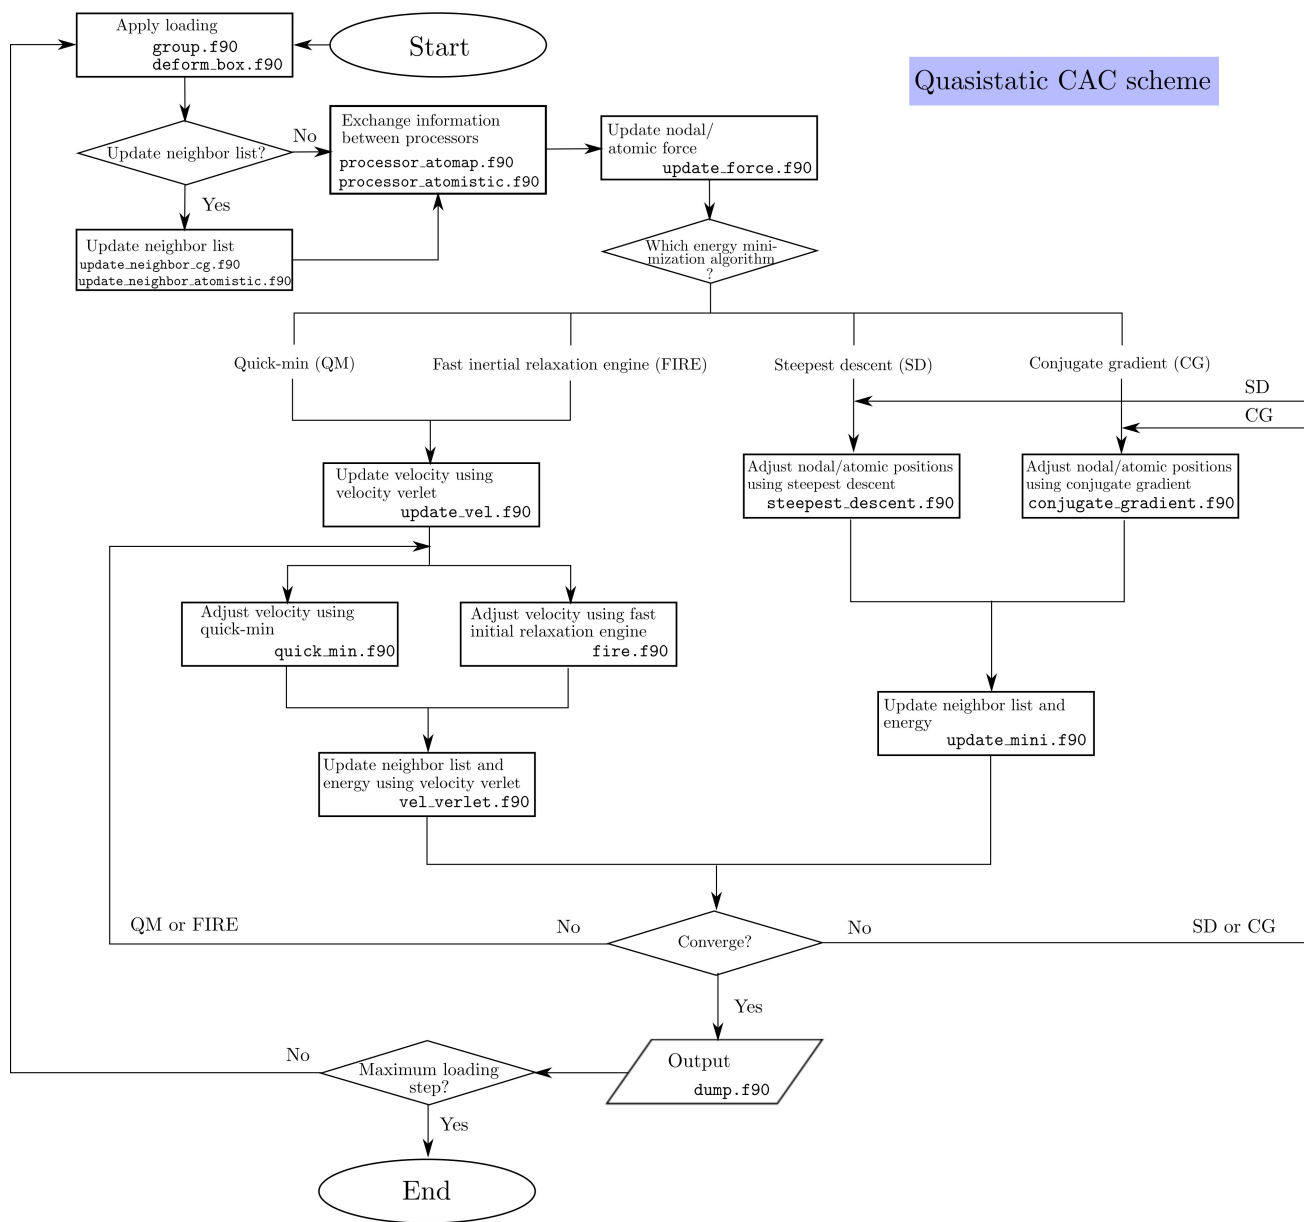 Apply loading
group.f90
deform_box.f90
Start
Quasistatic CAC scheme
Update neighbor list?
No
Exchange information
between processors
processor_atomap.f90
processor_atomistic.f90
Update nodal/
atomic force
update_force.f90
Yes
Update neighbor list
update_neighbor_cg.f90
update_neighbor_atomistic.f90
Which energy mini-
mization algorithm
?
Quick-min (QM)
Fast inertial relaxation engine (FIRE)
Steepest descent (SD)
Conjugate gradient (CG)
SD
CG
Update velocity using
velocity verlet
update_vel.f90
Adjust nodal/atomic positions
using steepest descent
steepest_descent.f90
Adjust nodal/atomic positions
using conjugate gradient
conjugate_gradient.f90
Adjust velocity using
quick-min
quick_min.f90
Adjust velocity using fast
initial relaxation engine
fire.f90
Update neighbor list and
energy
update_mini.f90
Update neighbor list and
energy using velocity verlet
vel_verlet.f90
QM or FIRE
No
Converge?
No
SD or CG
Yes
Output
dump.f90
No
Maximum loading
step?
Yes
End